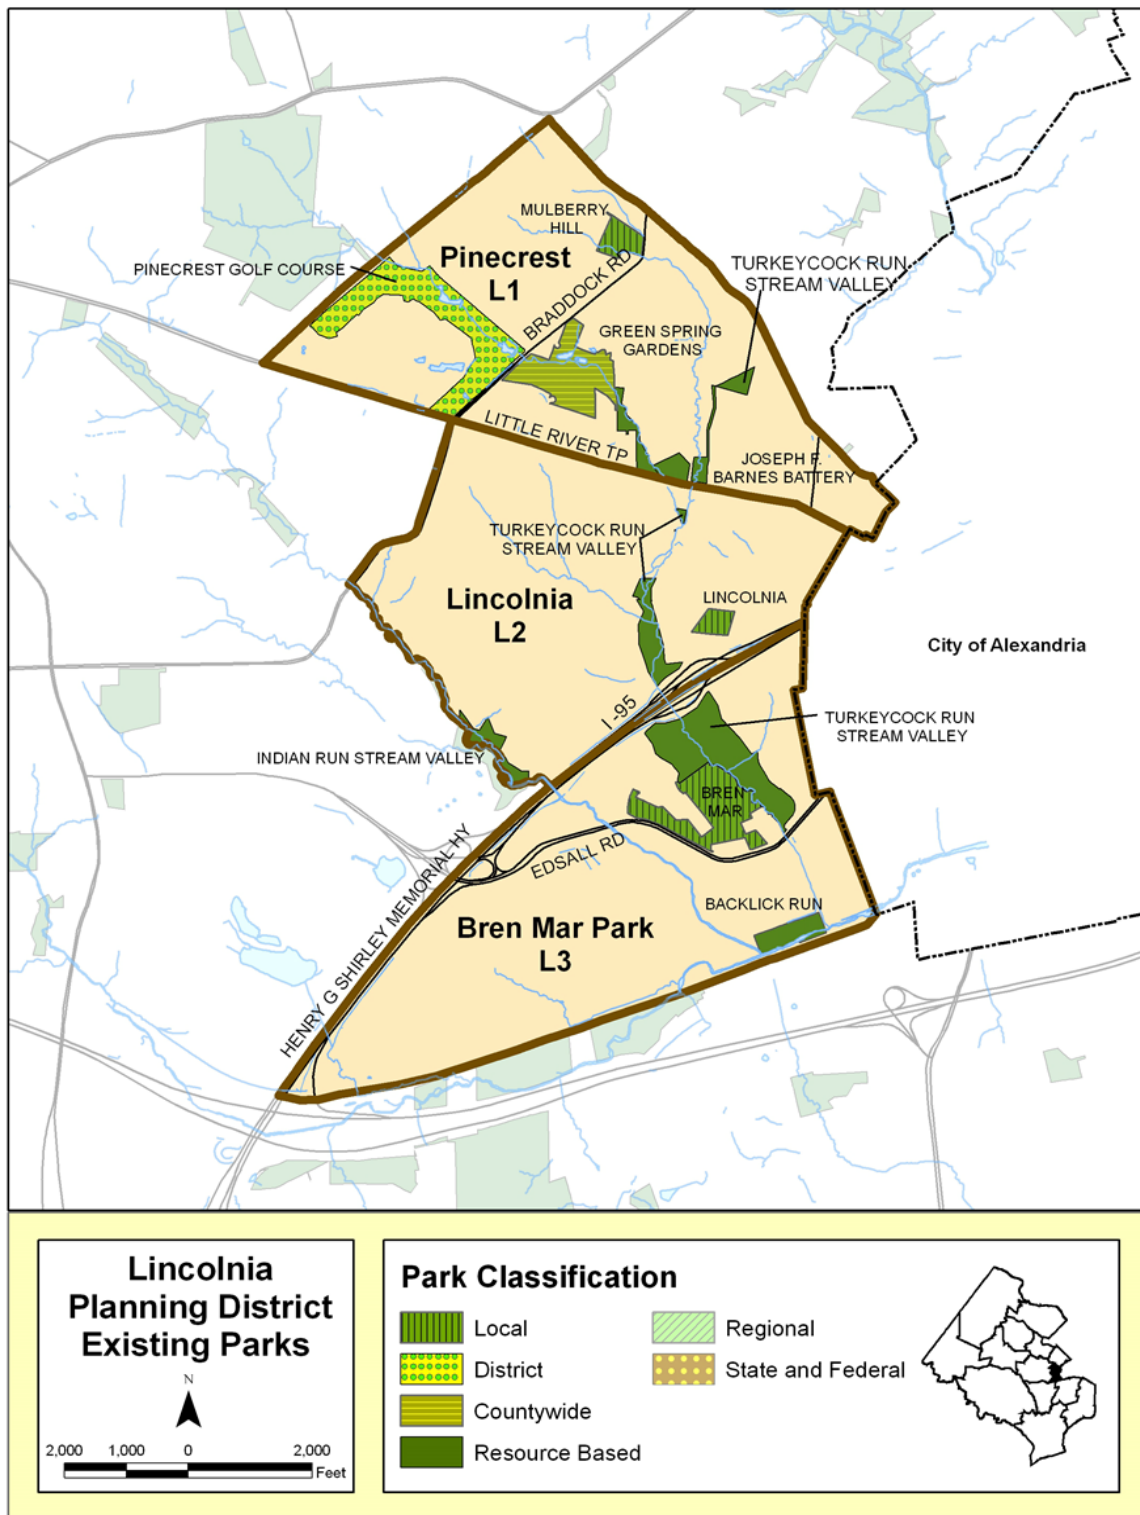 MULBERRY
HILL
Pinecrest
L1
PINECREST GOLF COURSE
BRADDOCK RD
TURKEYCOCK RUN
STREAM VALLEY
GREEN SPRING
GARDENS
LITTLE RIVER TP
JOSEPH F.
BARNES BATTERY
TURKEYCOCK RUN
STREAM VALLEY
Lincolnia
L2
LINCOLNIA
City of Alexandria
I -95
TURKEYCOCK RUN
STREAM VALLEY
INDIAN RUN STREAM VALLEY
BREN
MAR
EDSALL RD
HENRY G SHIRLEY MEMORIAL HY
BACKLICK RUN
Bren Mar Park
L3
Lincolnia
Planning District
Existing Parks
N
2,000 1,000 0 2,000
Feet
Park Classification
Local
District
Countywide
Resource Based
Regional
State and Federal